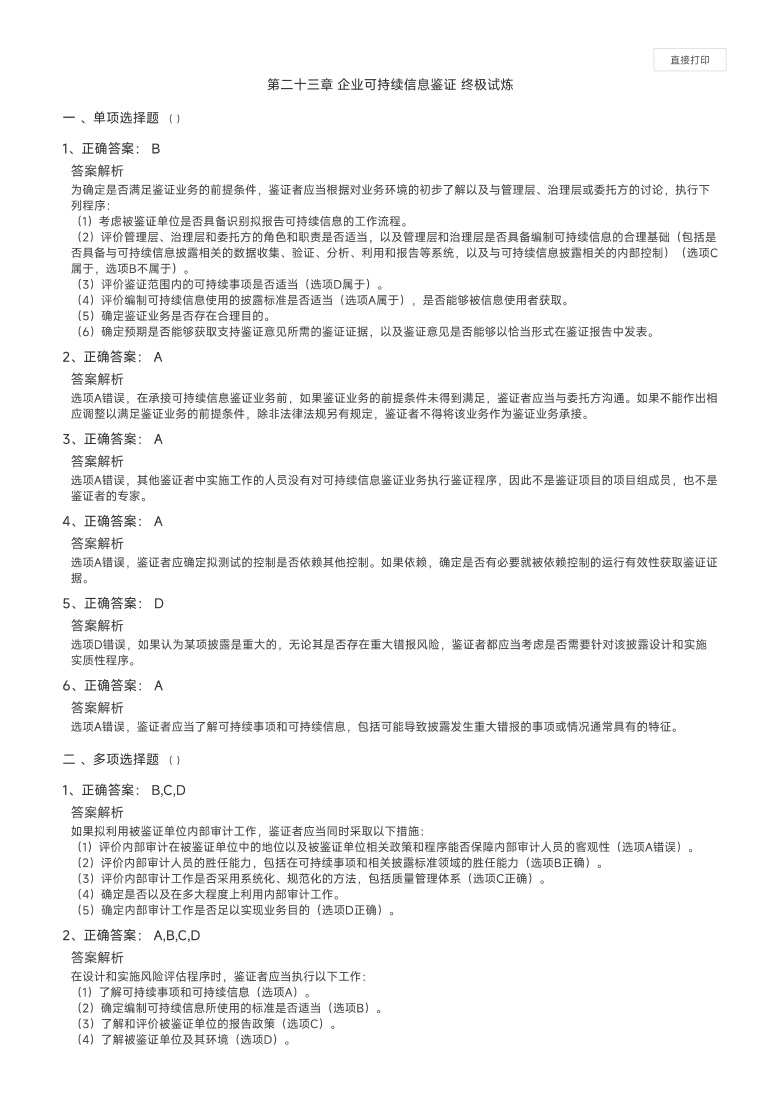 直接打印
第二十三章 企业可持续信息鉴证 终极试炼
一 、单项选择题 （ ）
1、正确答案： B
答案解析
为确定是否满足鉴证业务的前提条件，鉴证者应当根据对业务环境的初步了解以及与管理层、治理层或委托方的讨论，执行下
列程序：
（1）考虑被鉴证单位是否具备识别拟报告可持续信息的工作流程。
（2）评价管理层、治理层和委托方的角色和职责是否适当，以及管理层和治理层是否具备编制可持续信息的合理基础（包括是
否具备与可持续信息披露相关的数据收集、验证、分析、利用和报告等系统，以及与可持续信息披露相关的内部控制）（选项C
属于，选项B不属于）。
（3）评价鉴证范围内的可持续事项是否适当（选项D属于）。
（4）评价编制可持续信息使用的披露标准是否适当（选项A属于），是否能够被信息使用者获取。
（5）确定鉴证业务是否存在合理目的。
（6）确定预期是否能够获取支持鉴证意见所需的鉴证证据，以及鉴证意见是否能够以恰当形式在鉴证报告中发表。
2、正确答案： A
答案解析
选项A错误，在承接可持续信息鉴证业务前，如果鉴证业务的前提条件未得到满足，鉴证者应当与委托方沟通。如果不能作出相
应调整以满足鉴证业务的前提条件，除非法律法规另有规定，鉴证者不得将该业务作为鉴证业务承接。
3、正确答案： A
答案解析
选项A错误，其他鉴证者中实施工作的人员没有对可持续信息鉴证业务执行鉴证程序，因此不是鉴证项目的项目组成员，也不是
鉴证者的专家。
4、正确答案： A
答案解析
选项A错误，鉴证者应确定拟测试的控制是否依赖其他控制。如果依赖，确定是否有必要就被依赖控制的运行有效性获取鉴证证
据。
5、正确答案： D
答案解析
选项D错误，如果认为某项披露是重大的，无论其是否存在重大错报风险，鉴证者都应当考虑是否需要针对该披露设计和实施
实质性程序。
6、正确答案： A
答案解析
选项A错误，鉴证者应当了解可持续事项和可持续信息，包括可能导致披露发生重大错报的事项或情况通常具有的特征。
二 、多项选择题 （ ）
1、正确答案： B,C,D
答案解析
如果拟利用被鉴证单位内部审计工作，鉴证者应当同时采取以下措施：
（1）评价内部审计在被鉴证单位中的地位以及被鉴证单位相关政策和程序能否保障内部审计人员的客观性（选项A错误）。
（2）评价内部审计人员的胜任能力，包括在可持续事项和相关披露标准领域的胜任能力（选项B正确）。
（3）评价内部审计工作是否采用系统化、规范化的方法，包括质量管理体系（选项C正确）。
（4）确定是否以及在多大程度上利用内部审计工作。
（5）确定内部审计工作是否足以实现业务目的（选项D正确）。
2、正确答案： A,B,C,D
答案解析
在设计和实施风险评估程序时，鉴证者应当执行以下工作：
（1）了解可持续事项和可持续信息（选项A）。
（2）确定编制可持续信息所使用的标准是否适当（选项B）。
（3）了解和评价被鉴证单位的报告政策（选项C）。
（4）了解被鉴证单位及其环境（选项D）。